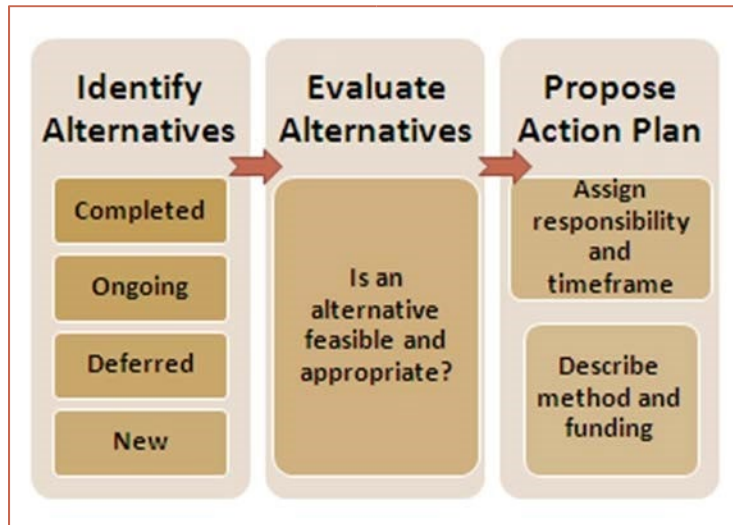 Identify
Alternatives
Completed
Ongoing
Deferred
New
Evaluate
Alternatives
Is an
alternative
feasible and
appropriate?
Propose
Action Plan
Assign
responsibility
and
timeframe
Describe
method and
funding